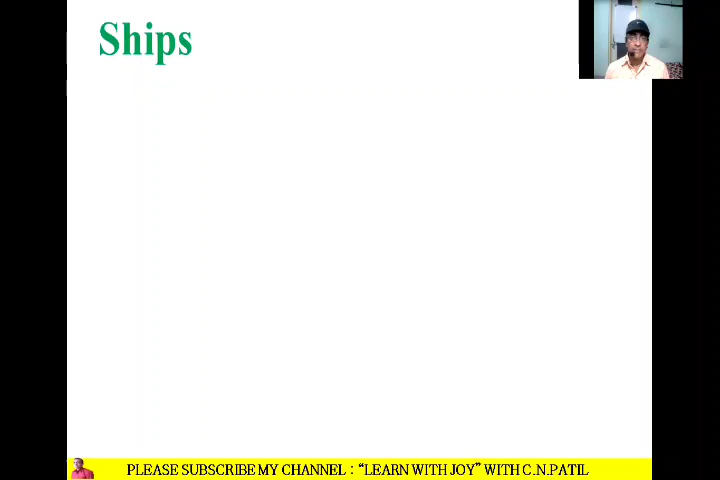 Ships
PLEASE SUBSCRIBE MY CHANNEL : “LEARN WITH JOY” WITH C.N.PATIL